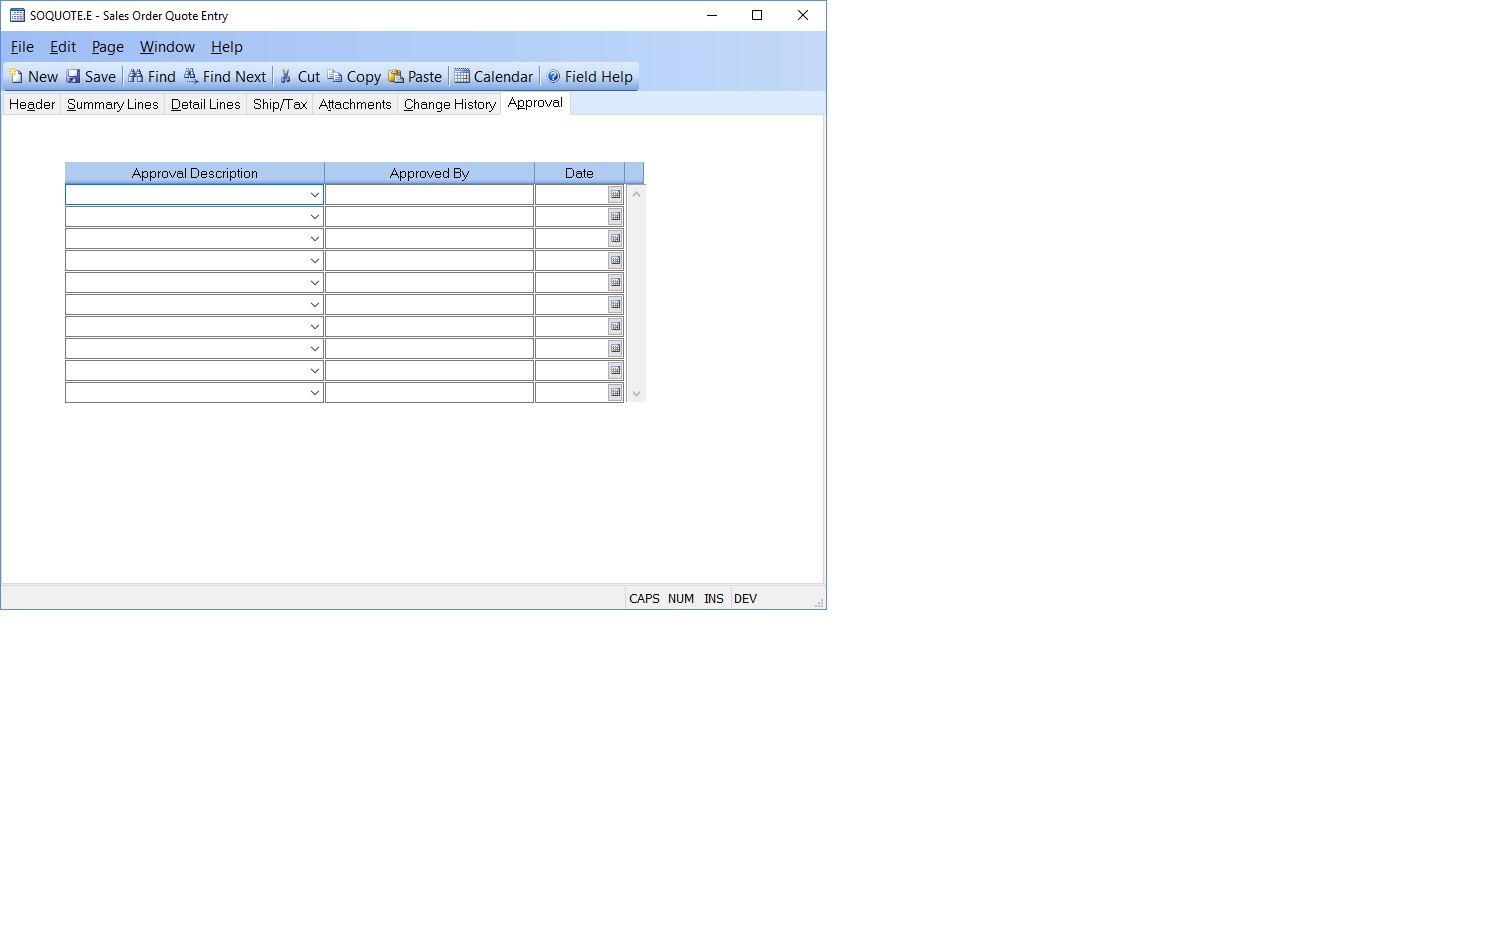 SOQUOTE.E - Sales Order Quote Entry
File Edit Page Window Help
New Save Find Find Next Cut Copy Paste Calendar Field Help
Header Summary Lines Detail Lines Ship/Tax Attachments Change History Approval
Approval Description Approved By Date
CAPS NUM INS DEV